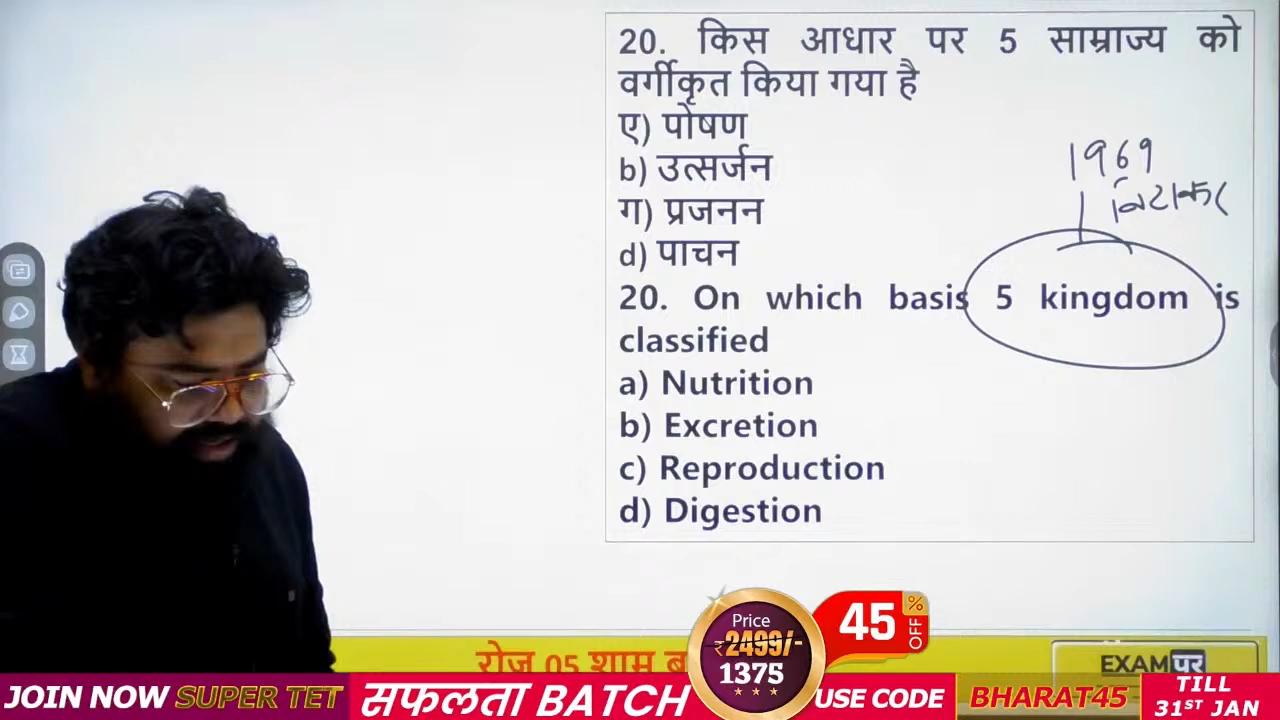 20. किस आधार पर 5 साम्राज्य को
वर्गीकृत किया गया है
ए) पोषण
b) उत्सर्जन
ग) प्रजनन
d) पाचन
1969
20. On which basis 5 kingdom is
classified
a) Nutrition
b) Excretion
c) Reproduction
d) Digestion
Price
₹2499/-
1375
45% OFF
रोज 05 शाम
EXAMपुर
JOIN NOW SUPER TET
सफलता BATCH
USE CODE
BHARAT45
TILL
31ST JAN